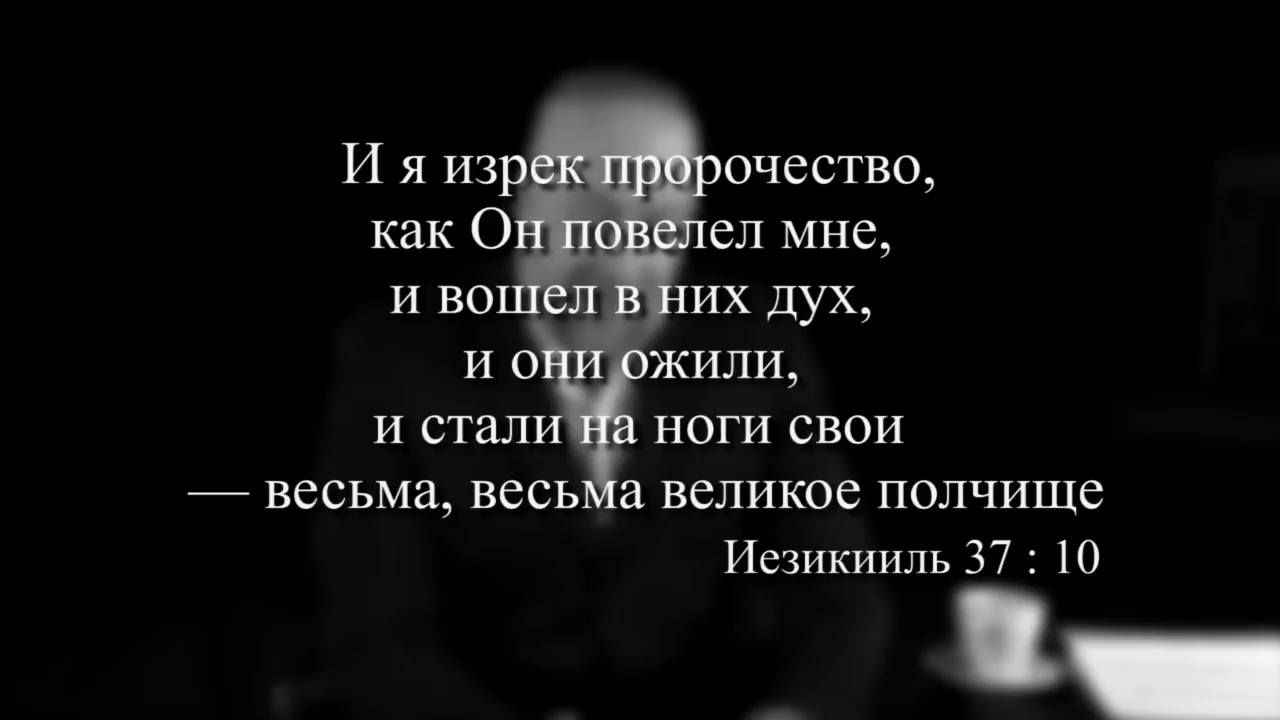 И я изрек пророчество,
как Он повелел мне,
и вошел в них дух,
и они ожили,
и стали на ноги свои
— весьма, весьма великое полчище
Иезикииль 37 : 10